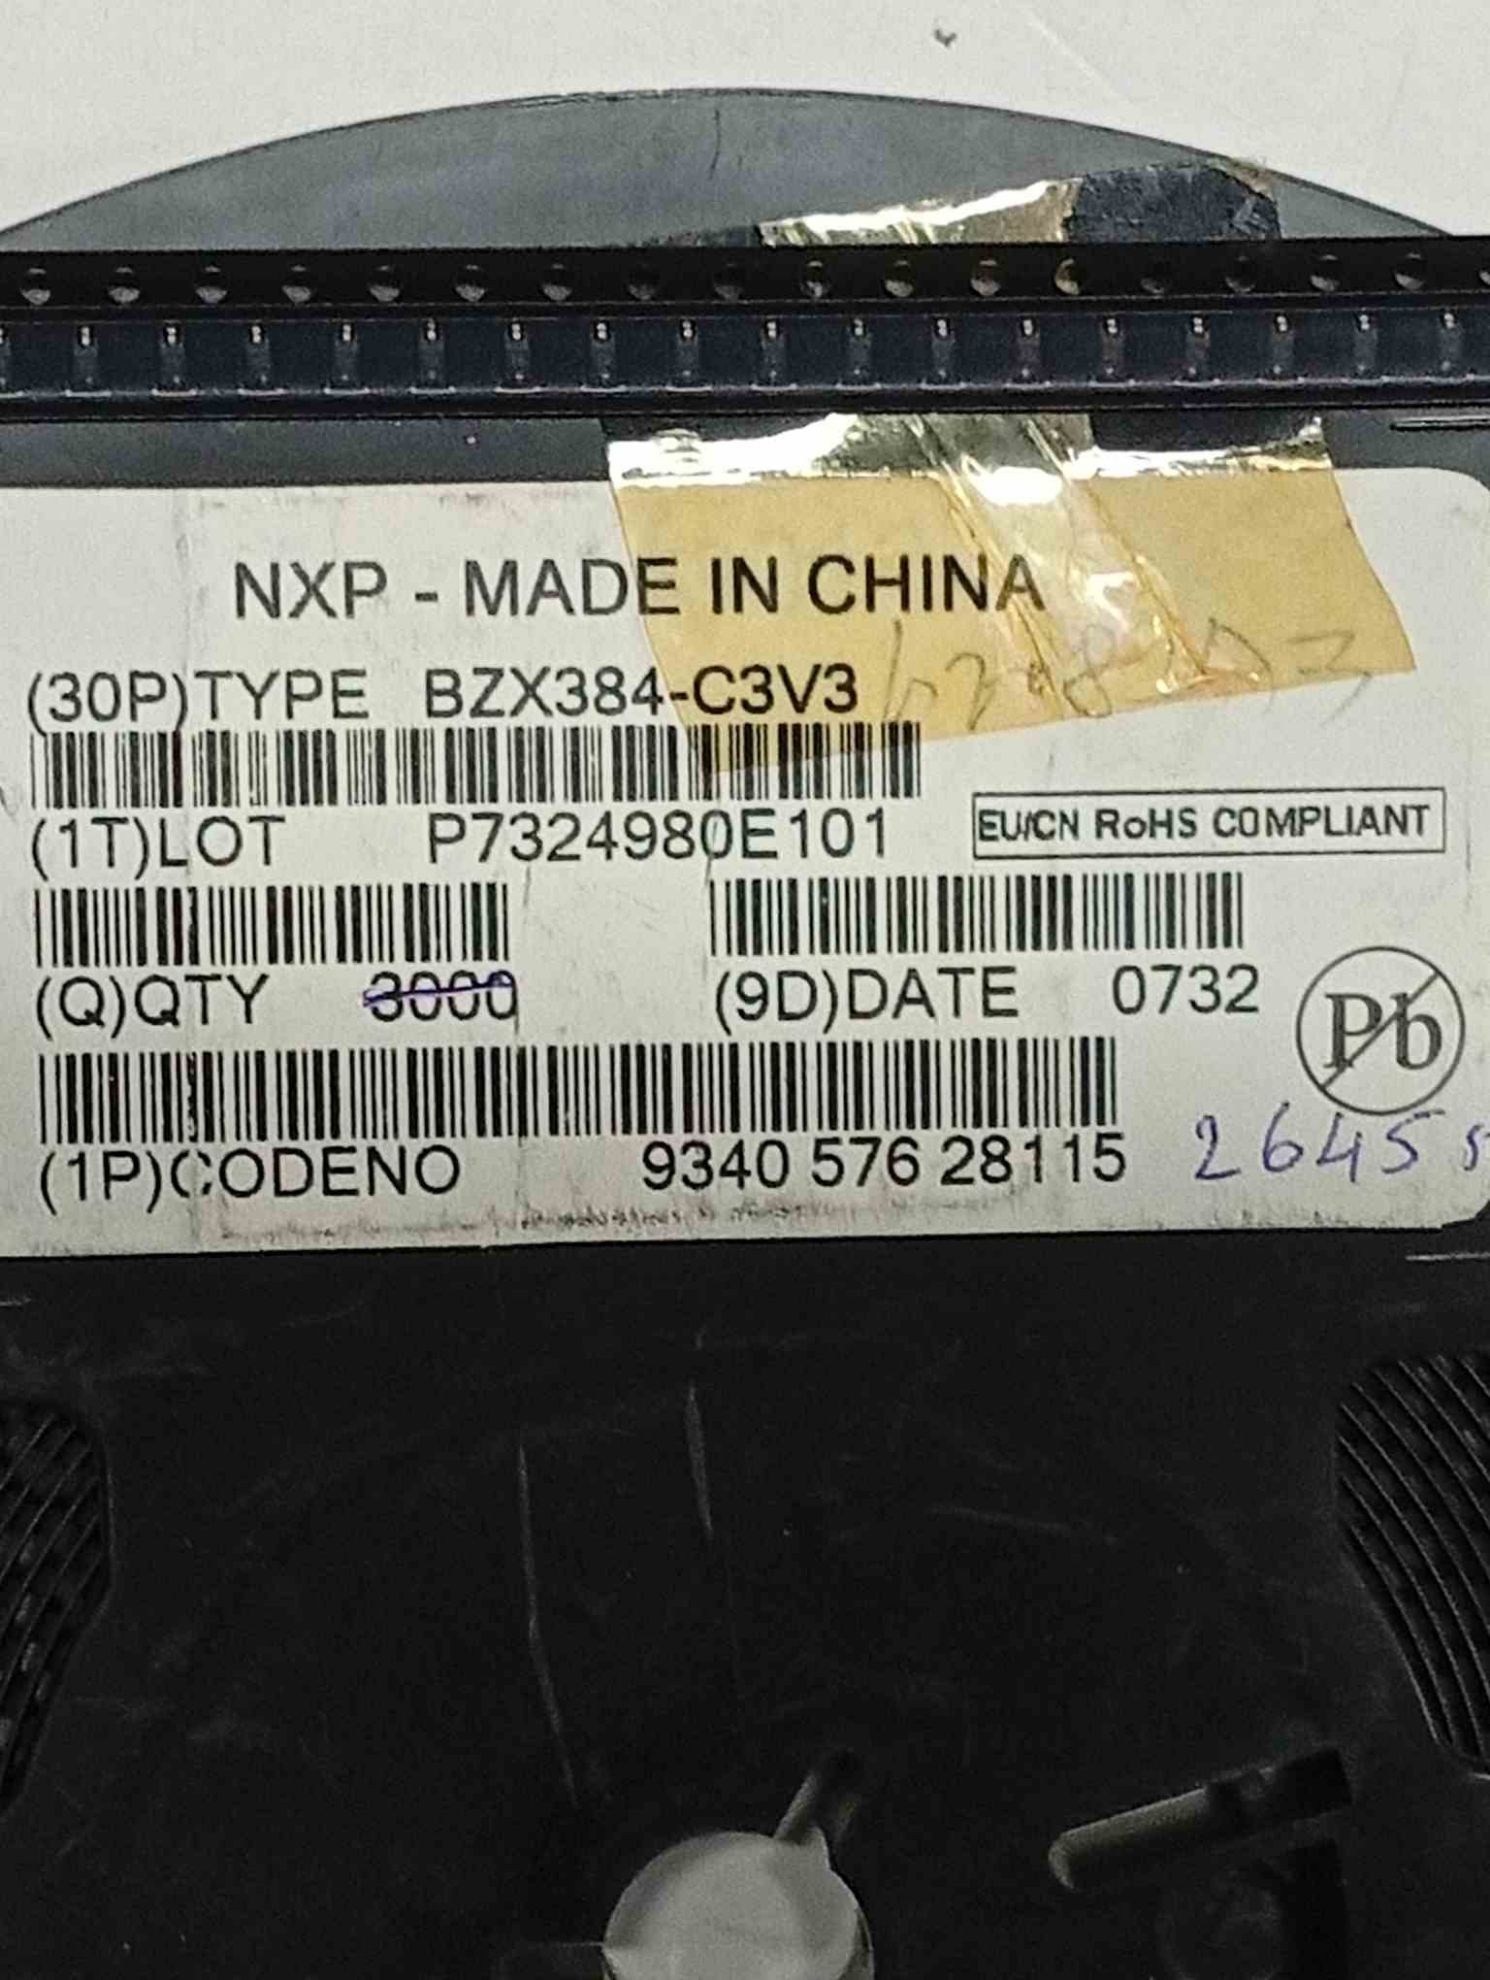 NXP - MADE IN CHINA
(30P)TYPE BZX384-C3V3
(1T)LOT P7324980E101
EU/CN RoHS COMPLIANT
(Q)QTY 3000
(9D)DATE 0732
Pb
(1P)CODENO 9340 576 28115
2645